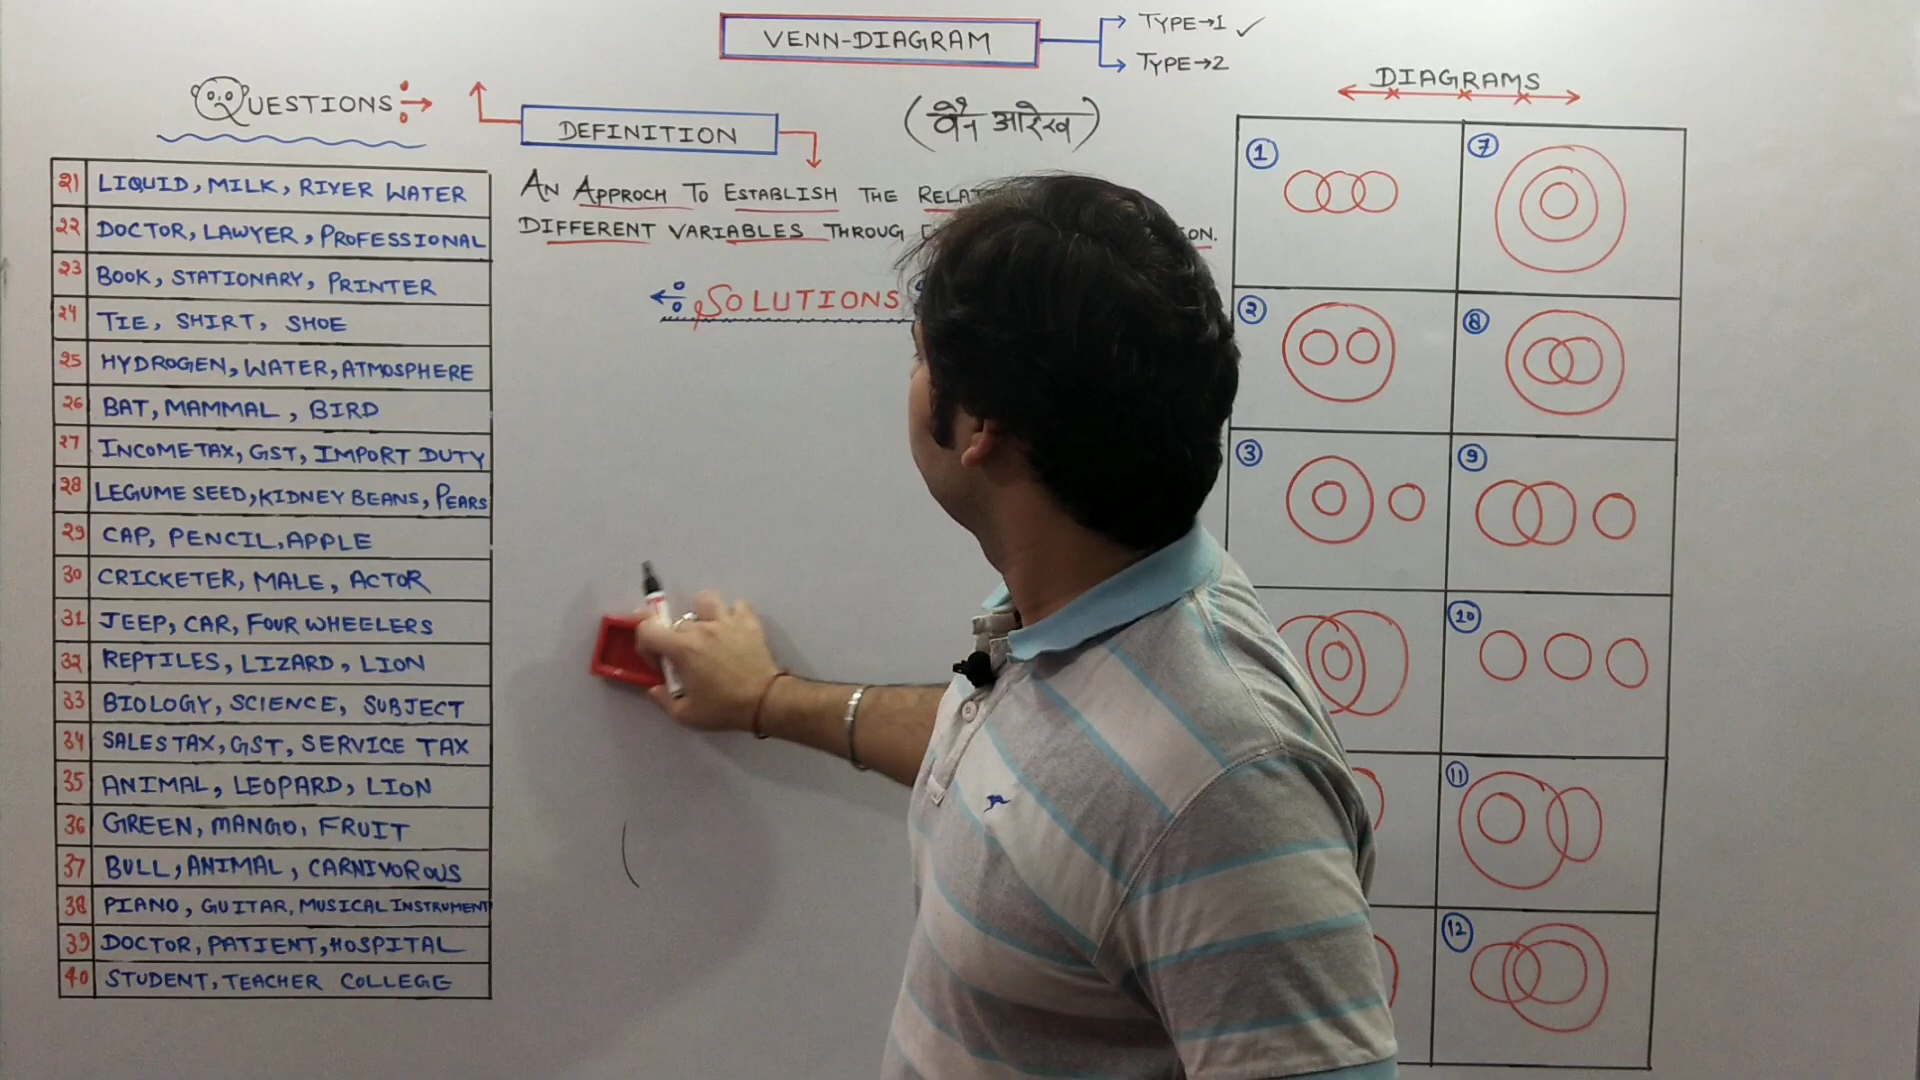 VENN-DIAGRAM
TYPE→1 ✓
TYPE→2
(वैन आरेख)
QUESTIONS
DEFINITION
AN APPROCH TO ESTABLISH THE
DIFFERENT VARIABLES THROUG
SOLUTIONS
21 LIQUID, MILK, RIVER WATER
22 DOCTOR, LAWYER, PROFESSIONAL
23 BOOK, STATIONARY, PRINTER
24 TIE, SHIRT, SHOE
25 HYDROGEN, WATER, ATMOSPHERE
26 BAT, MAMMAL, BIRD
27 INCOME TAX, GST, IMPORT DUTY
28 LEGUME SEED, KIDNEY BEANS, PEARS
29 CAP, PENCIL, APPLE
30 CRICKETER, MALE, ACTOR
31 JEEP, CAR, FOUR WHEELERS
32 REPTILES, LIZARD, LION
33 BIOLOGY, SCIENCE, SUBJECT
34 SALES TAX, GST, SERVICE TAX
35 ANIMAL, LEOPARD, LION
36 GREEN, MANGO, FRUIT
37 BULL, ANIMAL, CARNIVOROUS
38 PIANO, GUITAR, MUSICAL INSTRUMENT
39 DOCTOR, PATIENT, HOSPITAL
40 STUDENT, TEACHER COLLEGE
DIAGRAMS
1
7
2
8
3
9
10
11
12